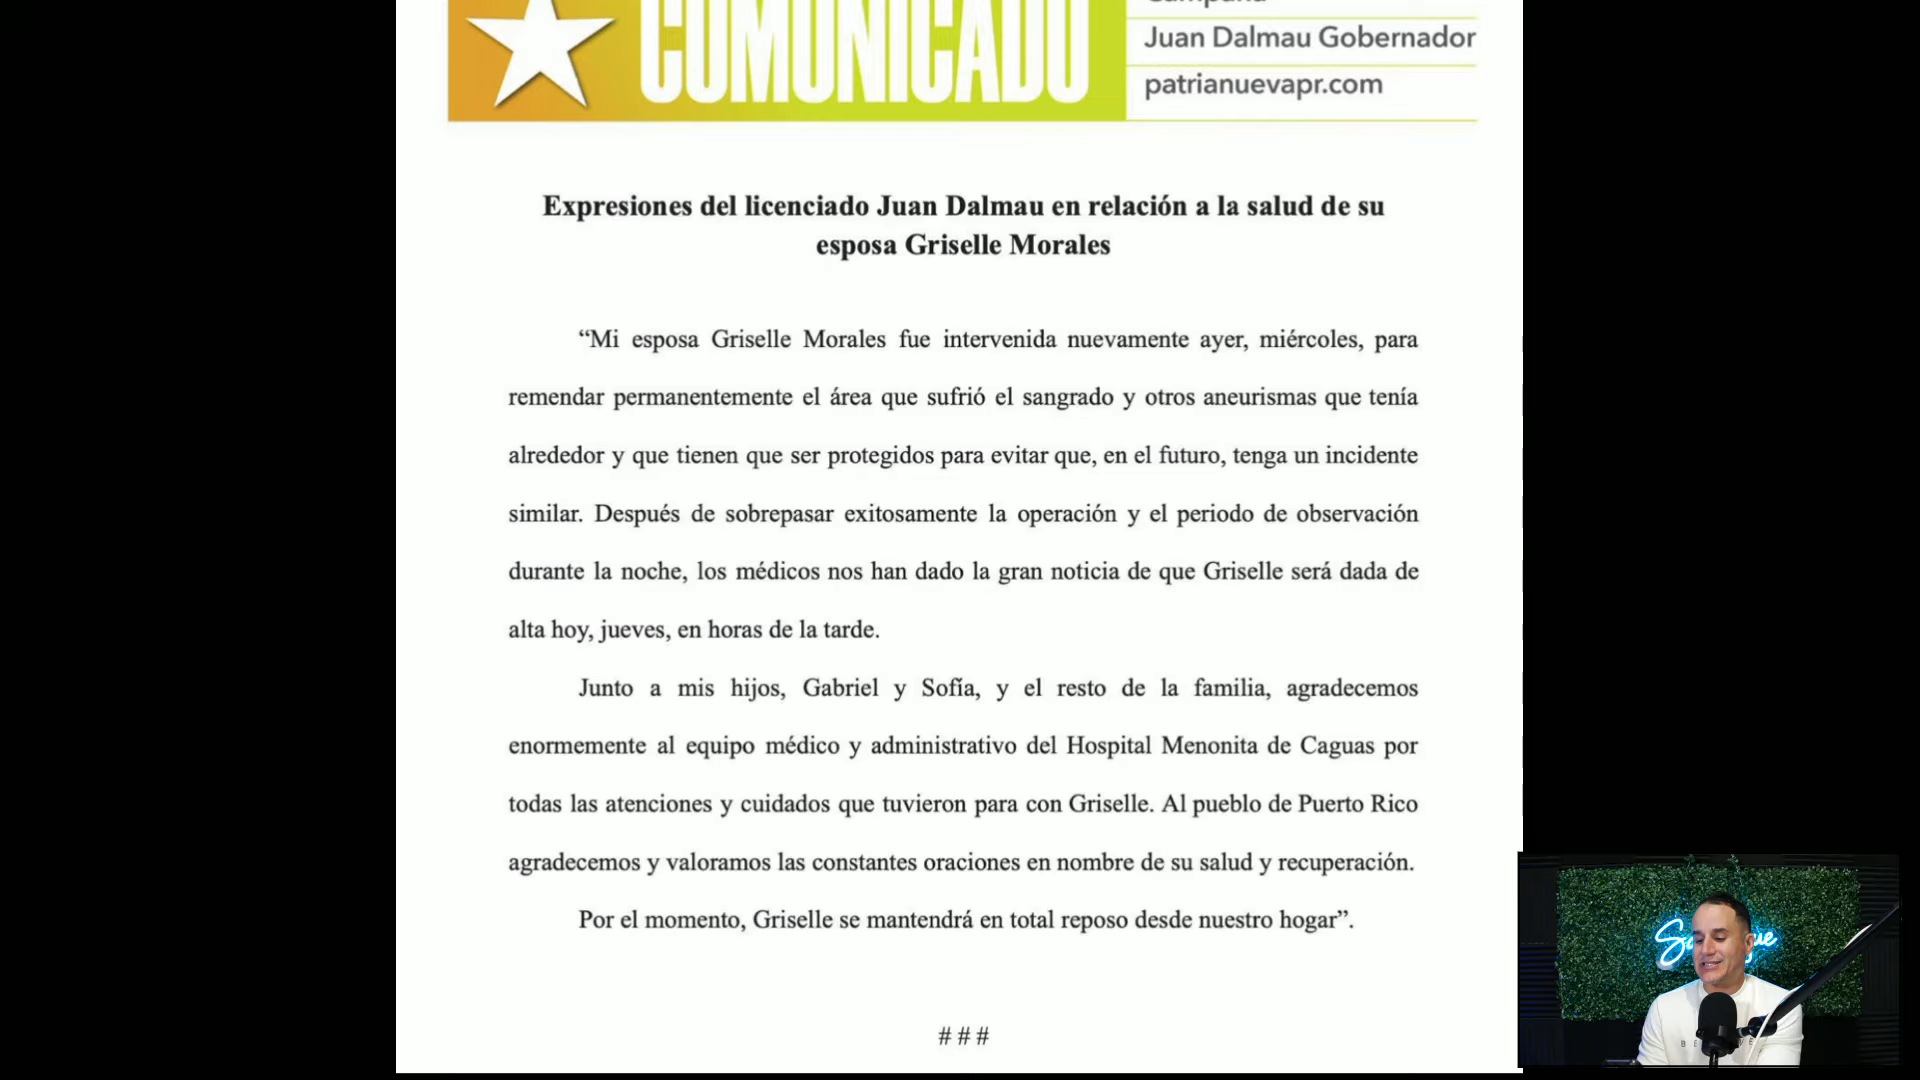 COMUNICADO
Campaña
Juan Dalmau Gobernador
patrianuevapr.com
Expresiones del licenciado Juan Dalmau en relación a la salud de su
esposa Griselle Morales
“Mi esposa Griselle Morales fue intervenida nuevamente ayer, miércoles, para
remendar permanentemente el área que sufrió el sangrado y otros aneurismas que tenía
alrededor y que tienen que ser protegidos para evitar que, en el futuro, tenga un incidente
similar. Después de sobrepasar exitosamente la operación y el periodo de observación
durante la noche, los médicos nos han dado la gran noticia de que Griselle será dada de
alta hoy, jueves, en horas de la tarde.
Junto a mis hijos, Gabriel y Sofía, y el resto de la familia, agradecemos
enormemente al equipo médico y administrativo del Hospital Menonita de Caguas por
todas las atenciones y cuidados que tuvieron para con Griselle. Al pueblo de Puerto Rico
agradecemos y valoramos las constantes oraciones en nombre de su salud y recuperación.
Por el momento, Griselle se mantendrá en total reposo desde nuestro hogar”.
# # #